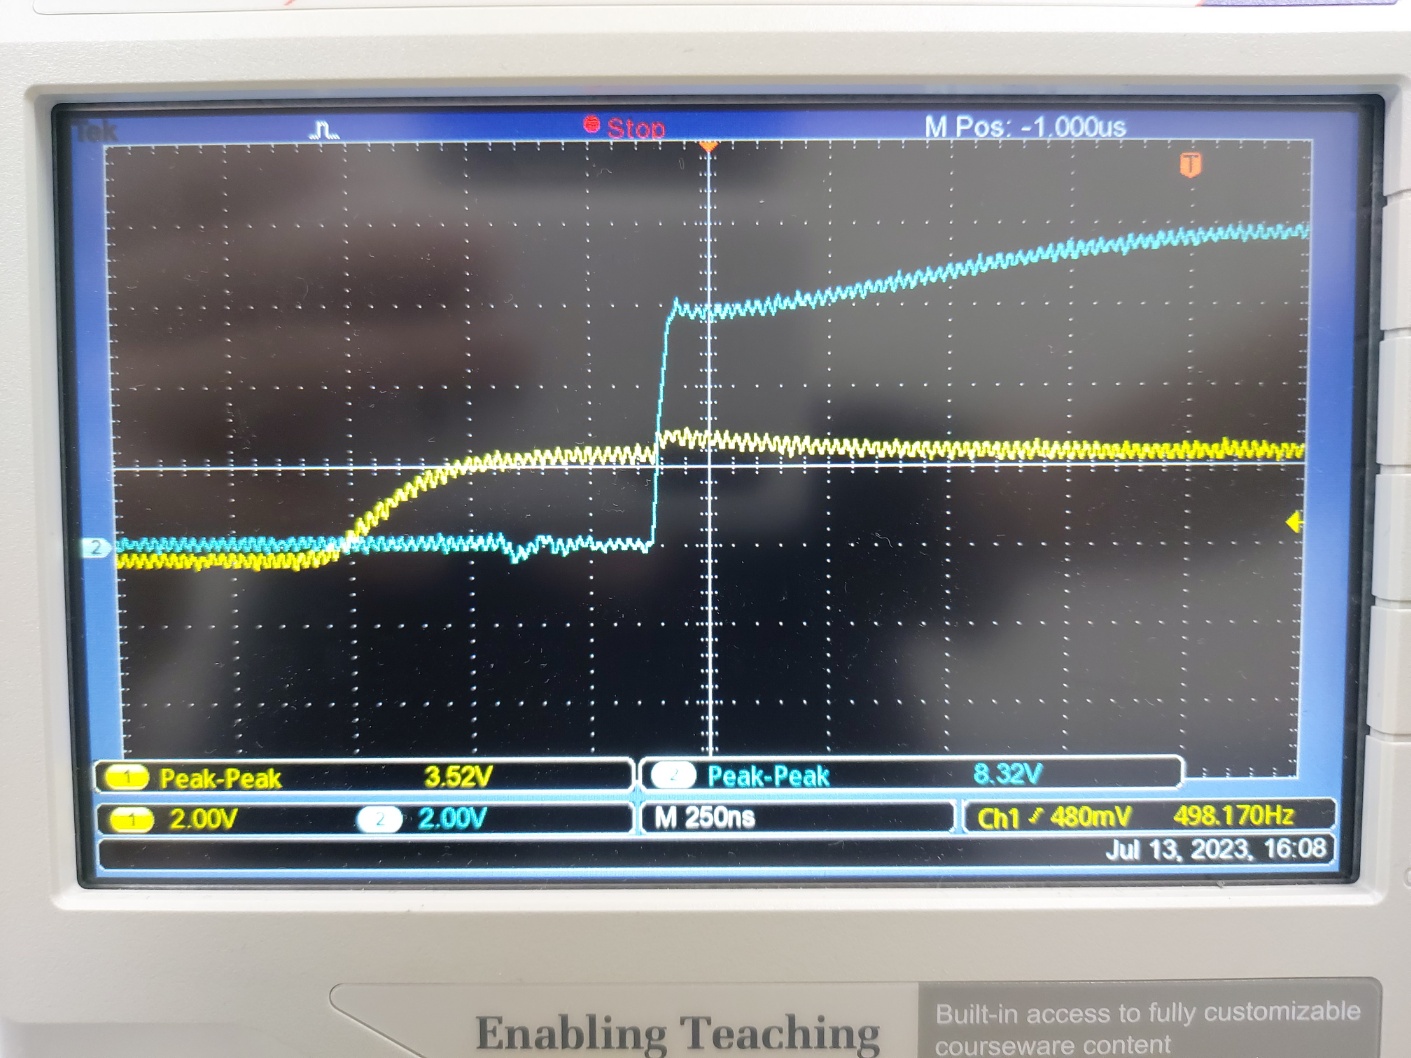 Tek Stop M Pos: -1.000us
T
2
1 Peak-Peak 3.52V 2 Peak-Peak 8.32V
1 2.00V 2 2.00V M 250ns Ch1 480mV 498.170Hz
Jul 13, 2023, 16:08
Enabling Teaching
Built-in access to fully customizable
courseware content